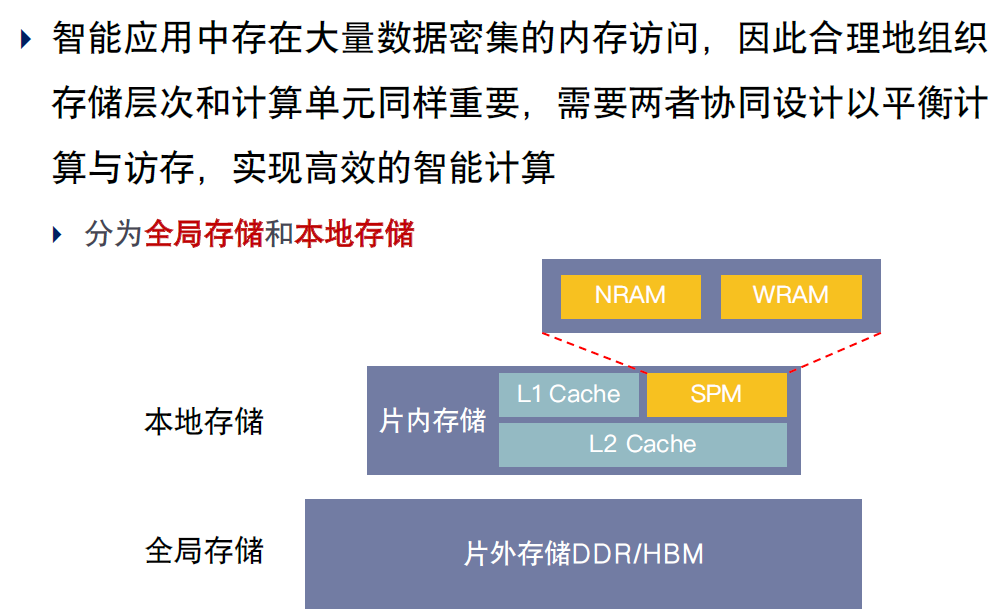 智能应用中存在大量数据密集的内存访问，因此合理地组织
存储层次和计算单元同样重要，需要两者协同设计以平衡计
算与访存，实现高效的智能计算
分为全局存储和本地存储
NRAM
WRAM
本地存储
片内存储
L1 Cache
SPM
L2 Cache
全局存储
片外存储DDR/HBM